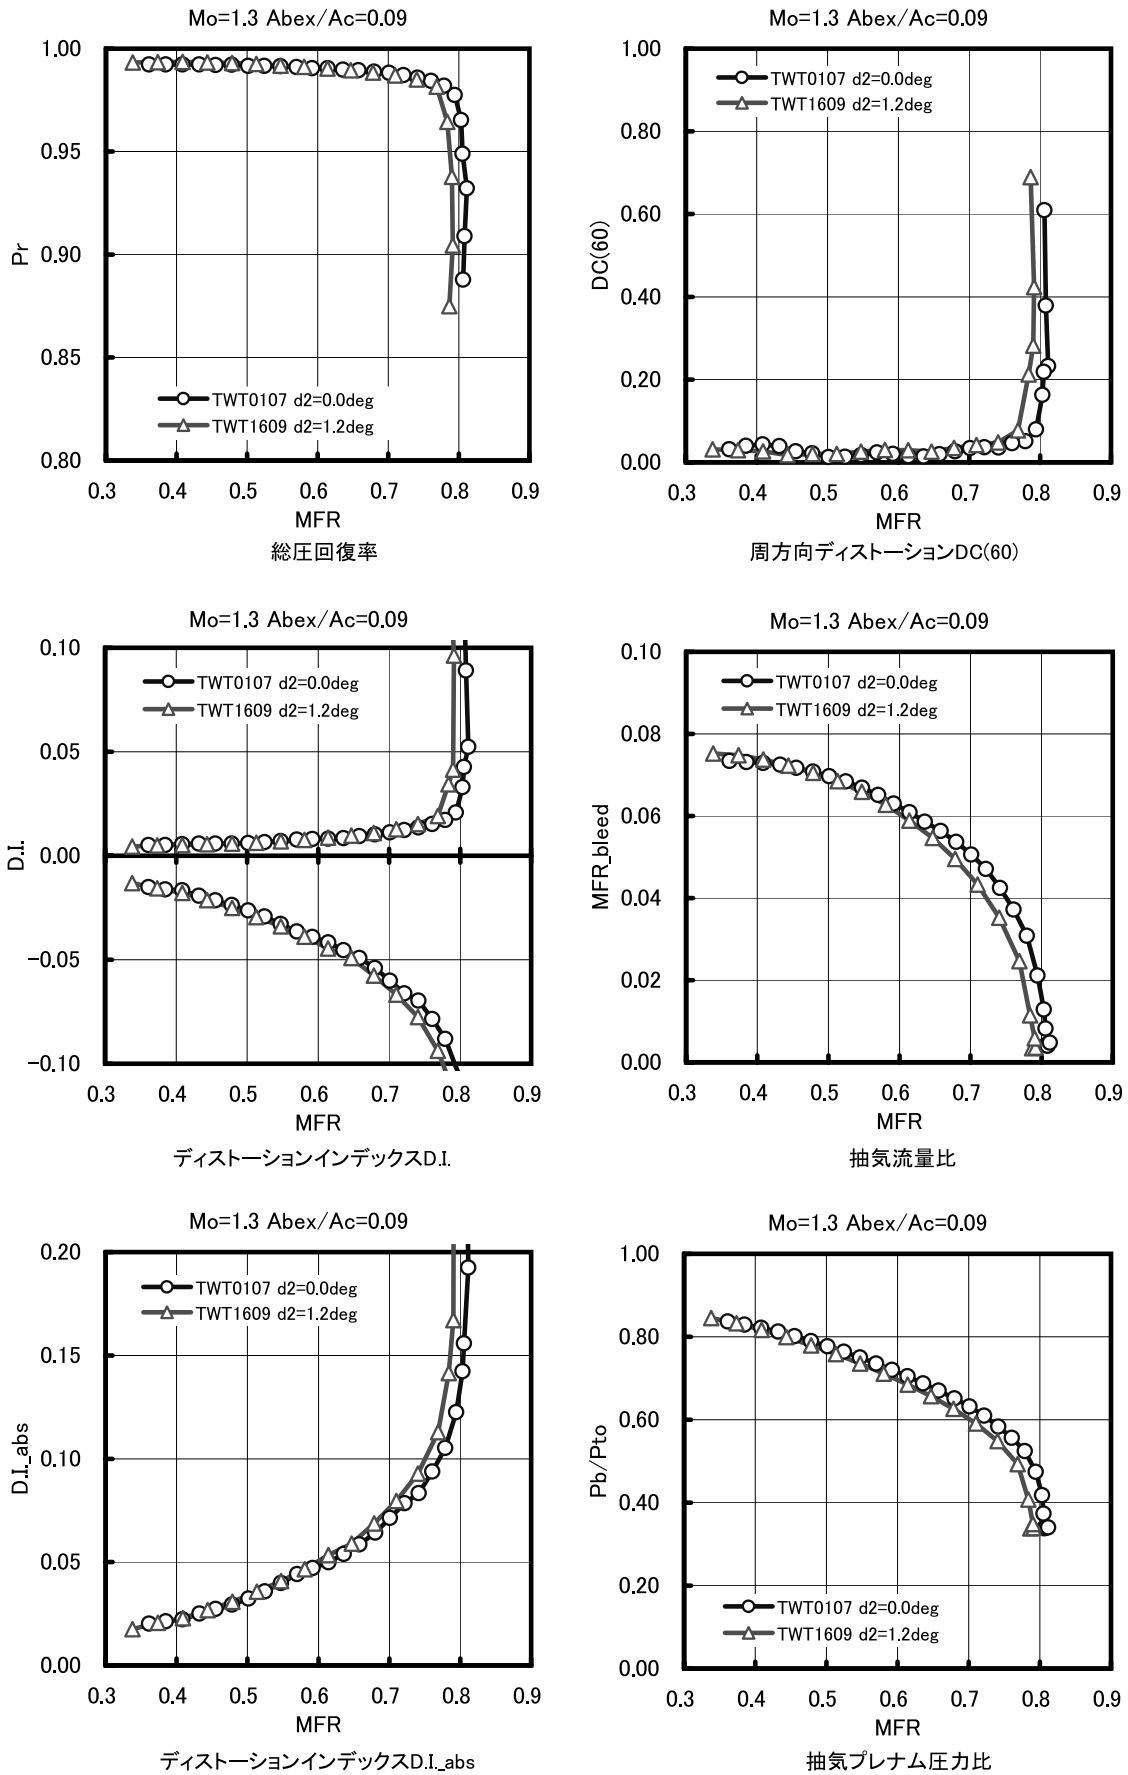 Mo=1.3 Abex/Ac=0.09
1.00
0.95
0.90
0.85
0.80
Pr
TWT0107 d2=0.0deg
TWT1609 d2=1.2deg
0.3 0.4 0.5 0.6 0.7 0.8 0.9
MFR
総圧回復率
Mo=1.3 Abex/Ac=0.09
1.00
0.80
0.60
0.40
0.20
0.00
DC(60)
TWT0107 d2=0.0deg
TWT1609 d2=1.2deg
0.3 0.4 0.5 0.6 0.7 0.8 0.9
MFR
周方向ディストーションDC(60)
Mo=1.3 Abex/Ac=0.09
0.10
0.05
0.00
-0.05
-0.10
D.I.
TWT0107 d2=0.0deg
TWT1609 d2=1.2deg
0.3 0.4 0.5 0.6 0.7 0.8 0.9
MFR
ディストーションインデックスD.I.
Mo=1.3 Abex/Ac=0.09
0.10
0.08
0.06
0.04
0.02
0.00
MFR_bleed
TWT0107 d2=0.0deg
TWT1609 d2=1.2deg
0.3 0.4 0.5 0.6 0.7 0.8 0.9
MFR
抽気流量比
Mo=1.3 Abex/Ac=0.09
0.20
0.15
0.10
0.05
0.00
D.I._abs
TWT0107 d2=0.0deg
TWT1609 d2=1.2deg
0.3 0.4 0.5 0.6 0.7 0.8 0.9
MFR
ディストーションインデックスD.I._abs
Mo=1.3 Abex/Ac=0.09
1.00
0.80
0.60
0.40
0.20
0.00
Pb/Pto
TWT0107 d2=0.0deg
TWT1609 d2=1.2deg
0.3 0.4 0.5 0.6 0.7 0.8 0.9
MFR
抽気プレナム圧力比